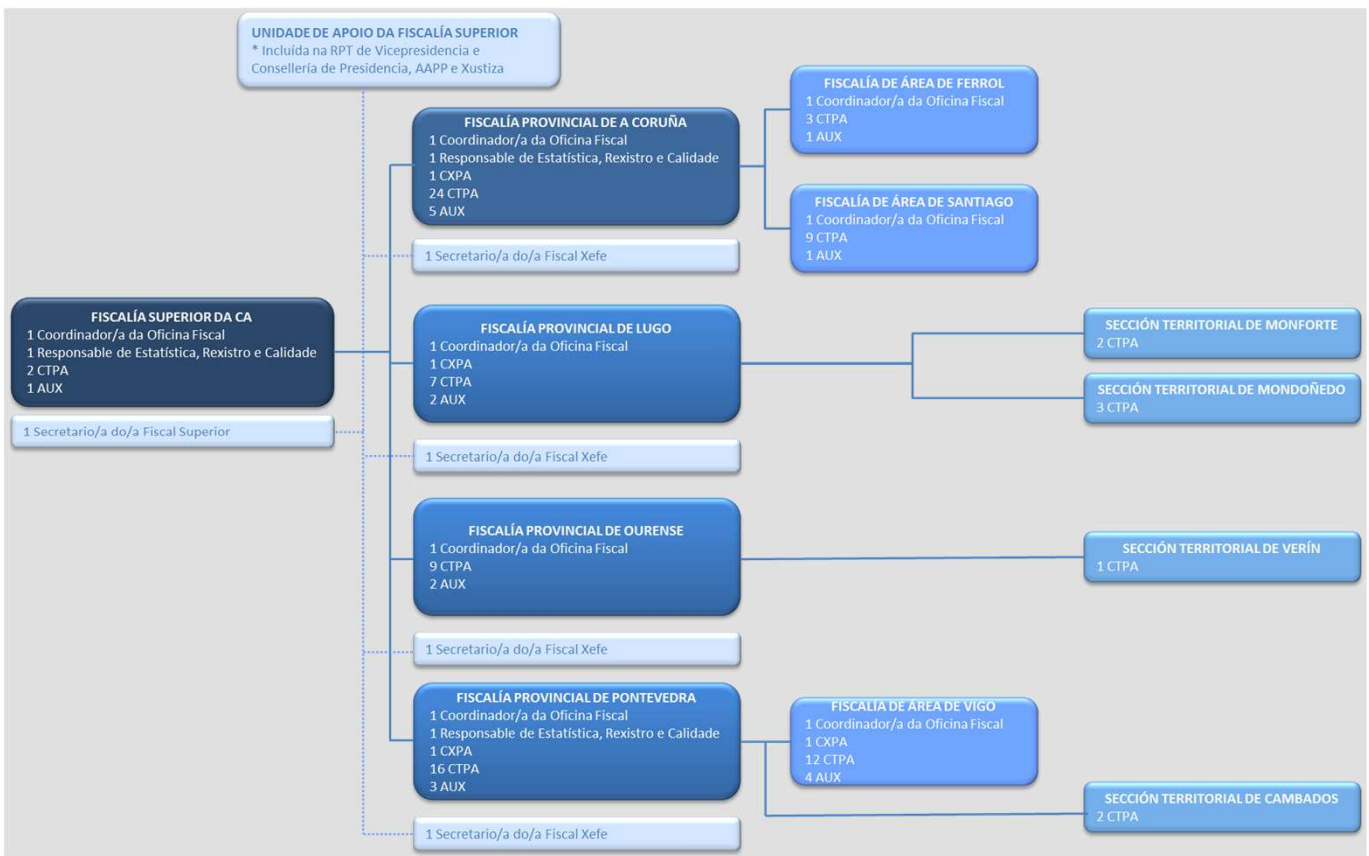 UNIDADE DE APOIO DA FISCALÍA SUPERIOR
* Incluída na RPT de Vicepresidencia e
Consellería de Presidencia, AAPP e Xustiza
FISCALÍA SUPERIOR DA CA
1 Coordinador/a da Oficina Fiscal
1 Responsable de Estatística, Rexistro e Calidade
2 CTPA
1 AUX
1 Secretario/a do/a Fiscal Superior
FISCALÍA PROVINCIAL DE A CORUÑA
1 Coordinador/a da Oficina Fiscal
1 Responsable de Estatística, Rexistro e Calidade
1 CXPA
24 CTPA
5 AUX
1 Secretario/a do/a Fiscal Xefe
FISCALÍA DE ÁREA DE FERROL
1 Coordinador/a da Oficina Fiscal
3 CTPA
1 AUX
FISCALÍA DE ÁREA DE SANTIAGO
1 Coordinador/a da Oficina Fiscal
9 CTPA
1 AUX
FISCALÍA PROVINCIAL DE LUGO
1 Coordinador/a da Oficina Fiscal
1 CXPA
7 CTPA
2 AUX
1 Secretario/a do/a Fiscal Xefe
SECCIÓN TERRITORIAL DE MONFORTE
2 CTPA
SECCIÓN TERRITORIAL DE MONDOÑEDO
3 CTPA
FISCALÍA PROVINCIAL DE OURENSE
1 Coordinador/a da Oficina Fiscal
9 CTPA
2 AUX
1 Secretario/a do/a Fiscal Xefe
SECCIÓN TERRITORIAL DE VERÍN
1 CTPA
FISCALÍA PROVINCIAL DE PONTEVEDRA
1 Coordinador/a da Oficina Fiscal
1 Responsable de Estatística, Rexistro e Calidade
1 CXPA
16 CTPA
3 AUX
1 Secretario/a do/a Fiscal Xefe
FISCALÍA DE ÁREA DE VIGO
1 Coordinador/a da Oficina Fiscal
1 CXPA
12 CTPA
4 AUX
SECCIÓN TERRITORIAL DE CAMBADOS
2 CTPA